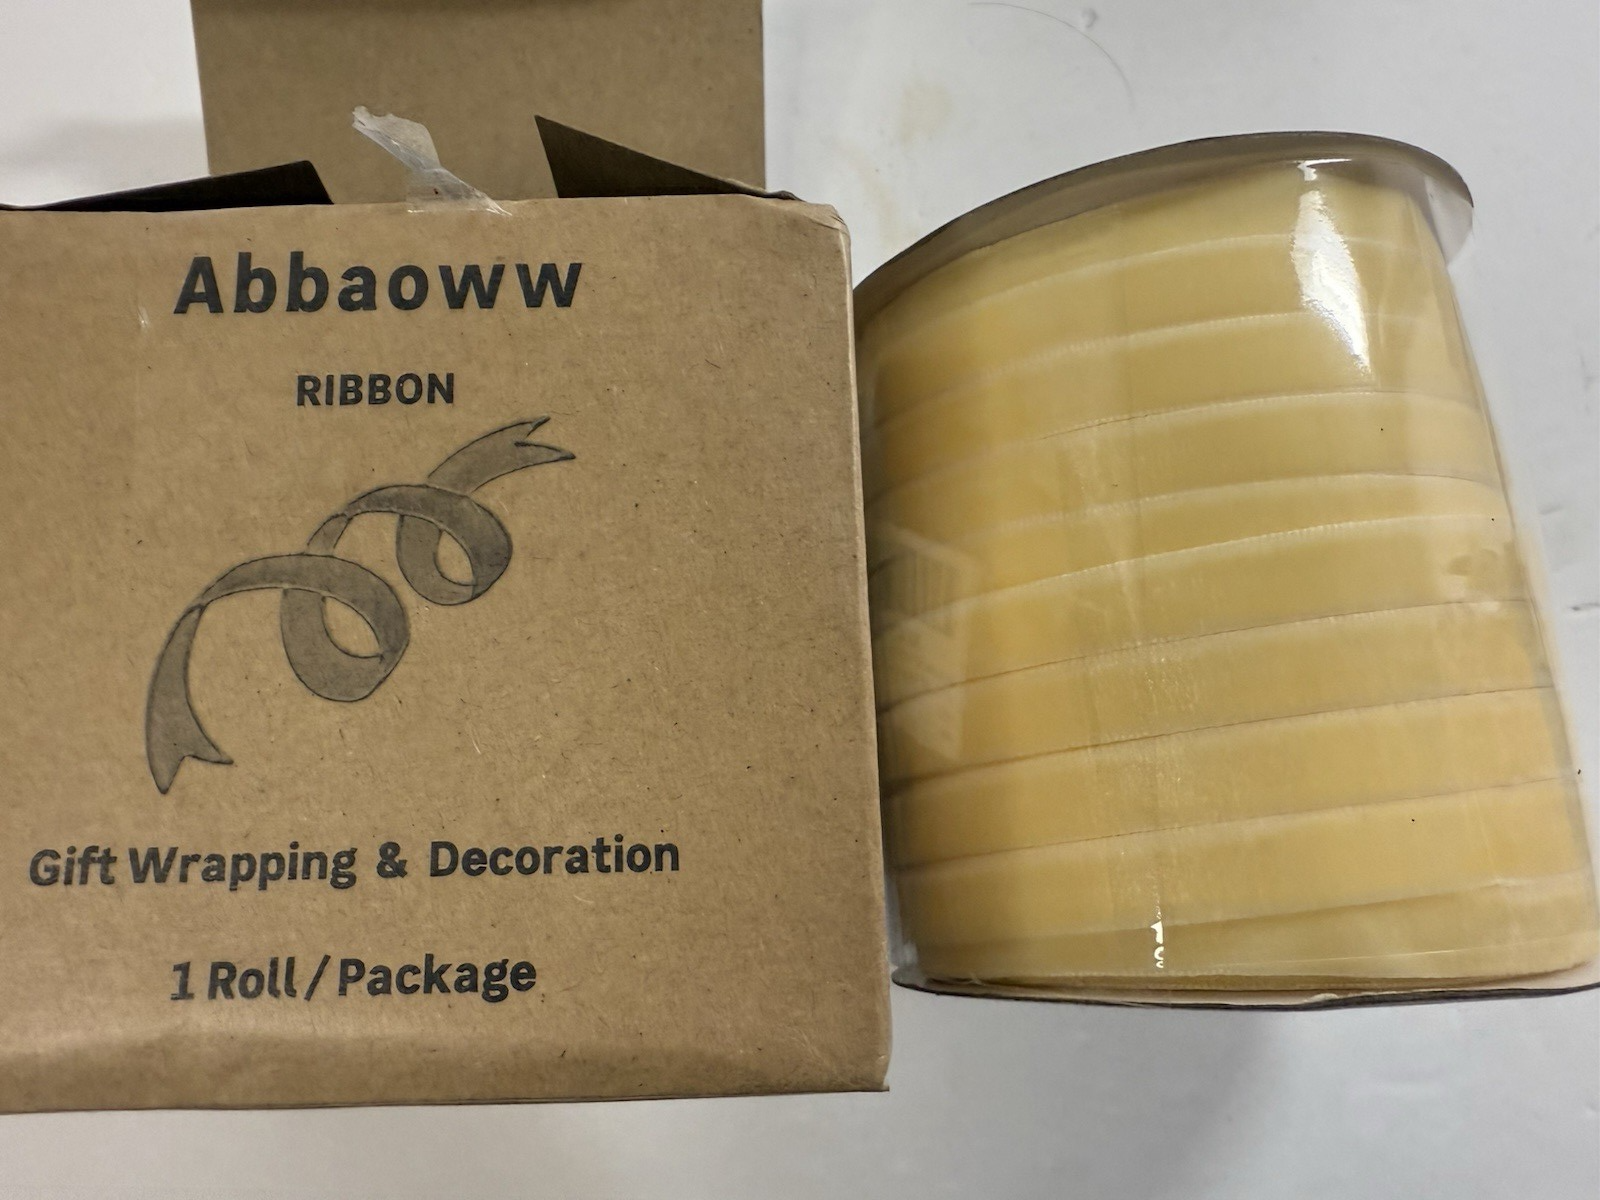 Abbaoww
RIBBON
Gift Wrapping & Decoration
1 Roll/Package